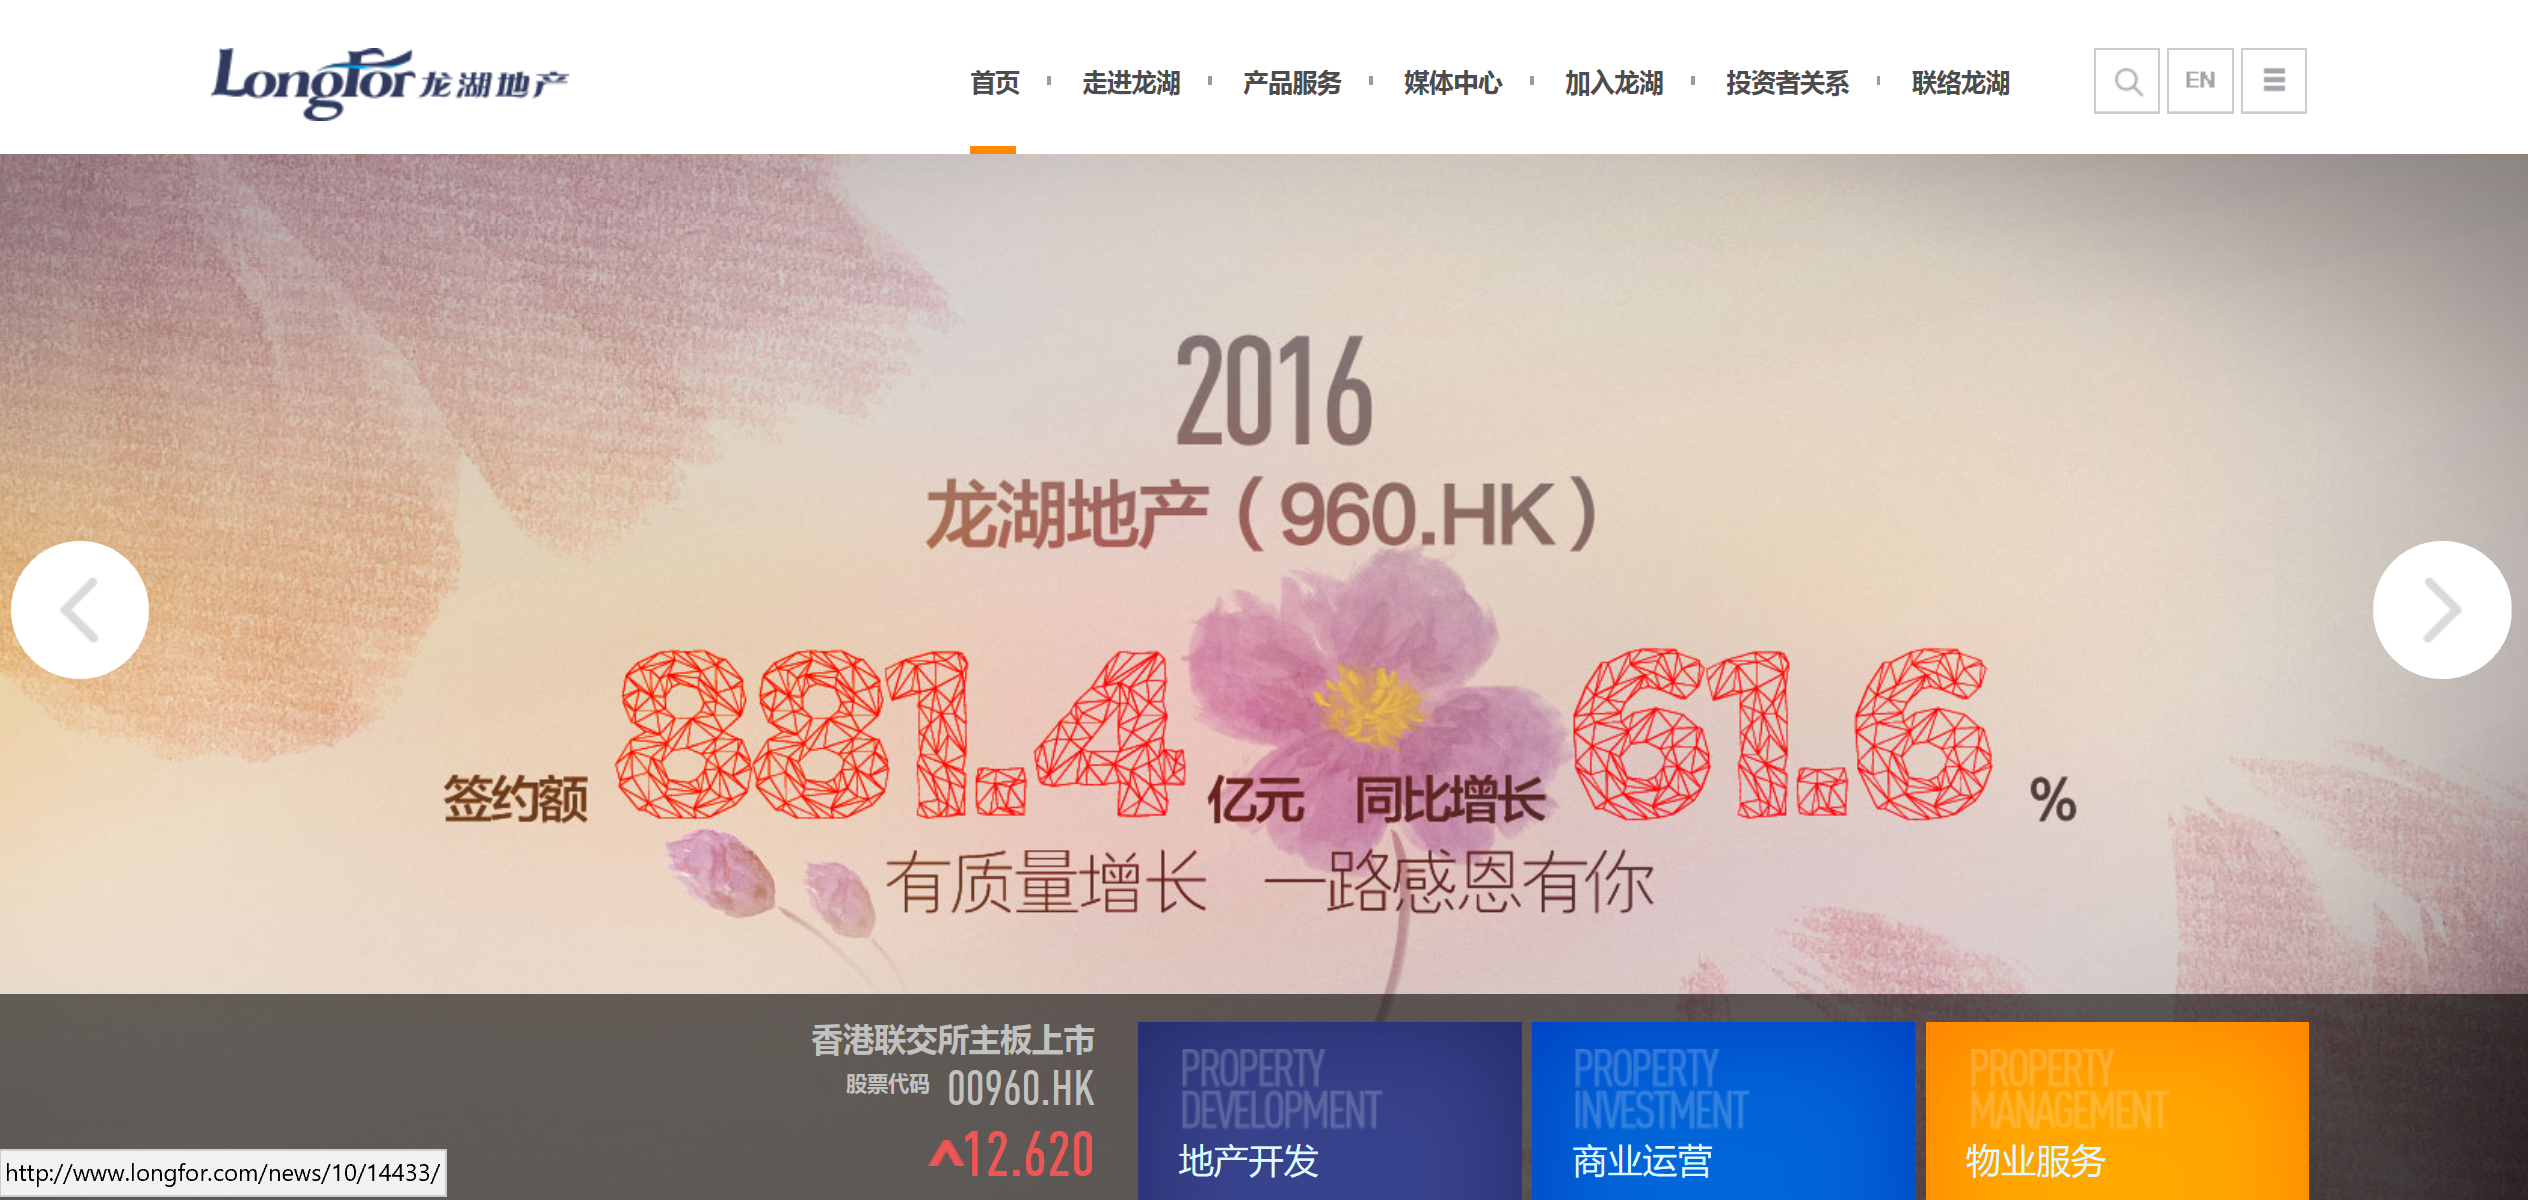 Longfor 龙湖地产
首页 走进龙湖 产品服务 媒体中心 加入龙湖 投资者关系 联络龙湖 EN
2016
龙湖地产（960.HK）
签约额 881.4 亿元 同比增长 61.6 %
有质量增长 一路感恩有你
香港联交所主板上市
股票代码 00960.HK
12.620
PROPERTY
DEVELOPMENT
地产开发
PROPERTY
INVESTMENT
商业运营
PROPERTY
MANAGEMENT
物业服务
http://www.longfor.com/news/10/14433/